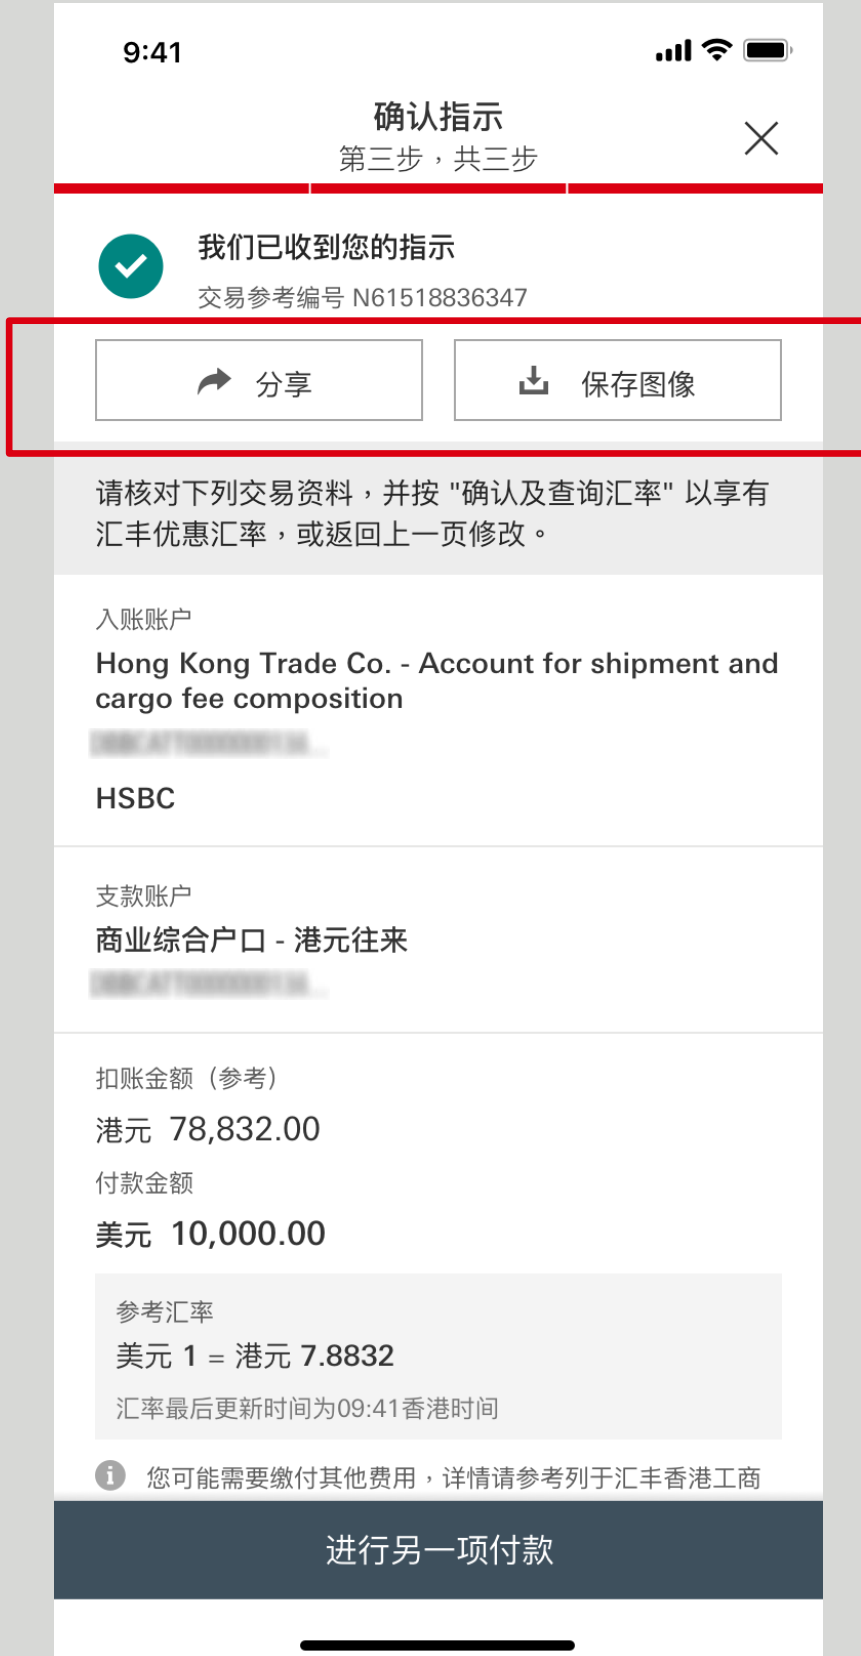 9:41
确认指示
第三步，共三步
我们已收到您的指示
交易参考编号 N61518836347
分享
保存图像
请核对下列交易资料，并按 "确认及查询汇率" 以享有
汇丰优惠汇率，或返回上一页修改。
入账账户
Hong Kong Trade Co. - Account for shipment and
cargo fee composition
HSBC
支款账户
商业综合户口 - 港元往来
扣账金额（参考）
港元 78,832.00
付款金额
美元 10,000.00
参考汇率
美元 1 = 港元 7.8832
汇率最后更新时间为09:41香港时间
您可能需要缴付其他费用，详情请参考列于汇丰香港工商
进行另一项付款